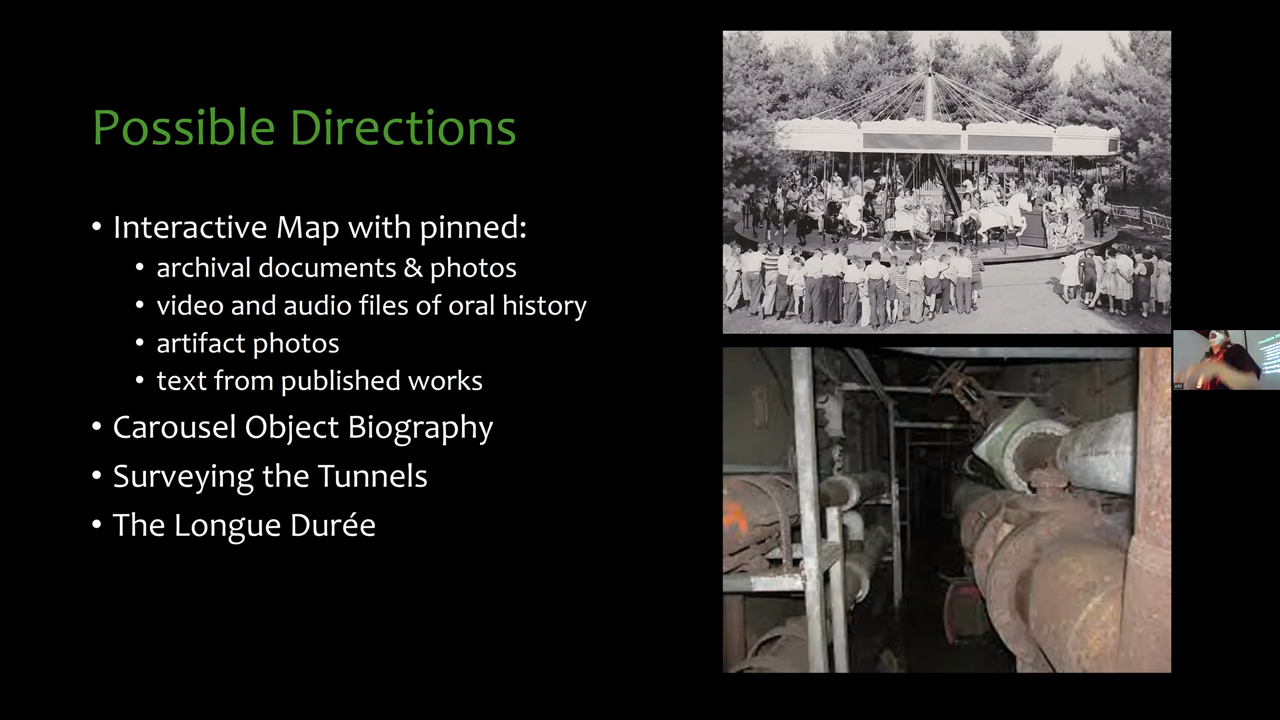 Possible Directions
• Interactive Map with pinned:
• archival documents & photos
• video and audio files of oral history
• artifact photos
• text from published works
• Carousel Object Biography
• Surveying the Tunnels
• The Longue Durée